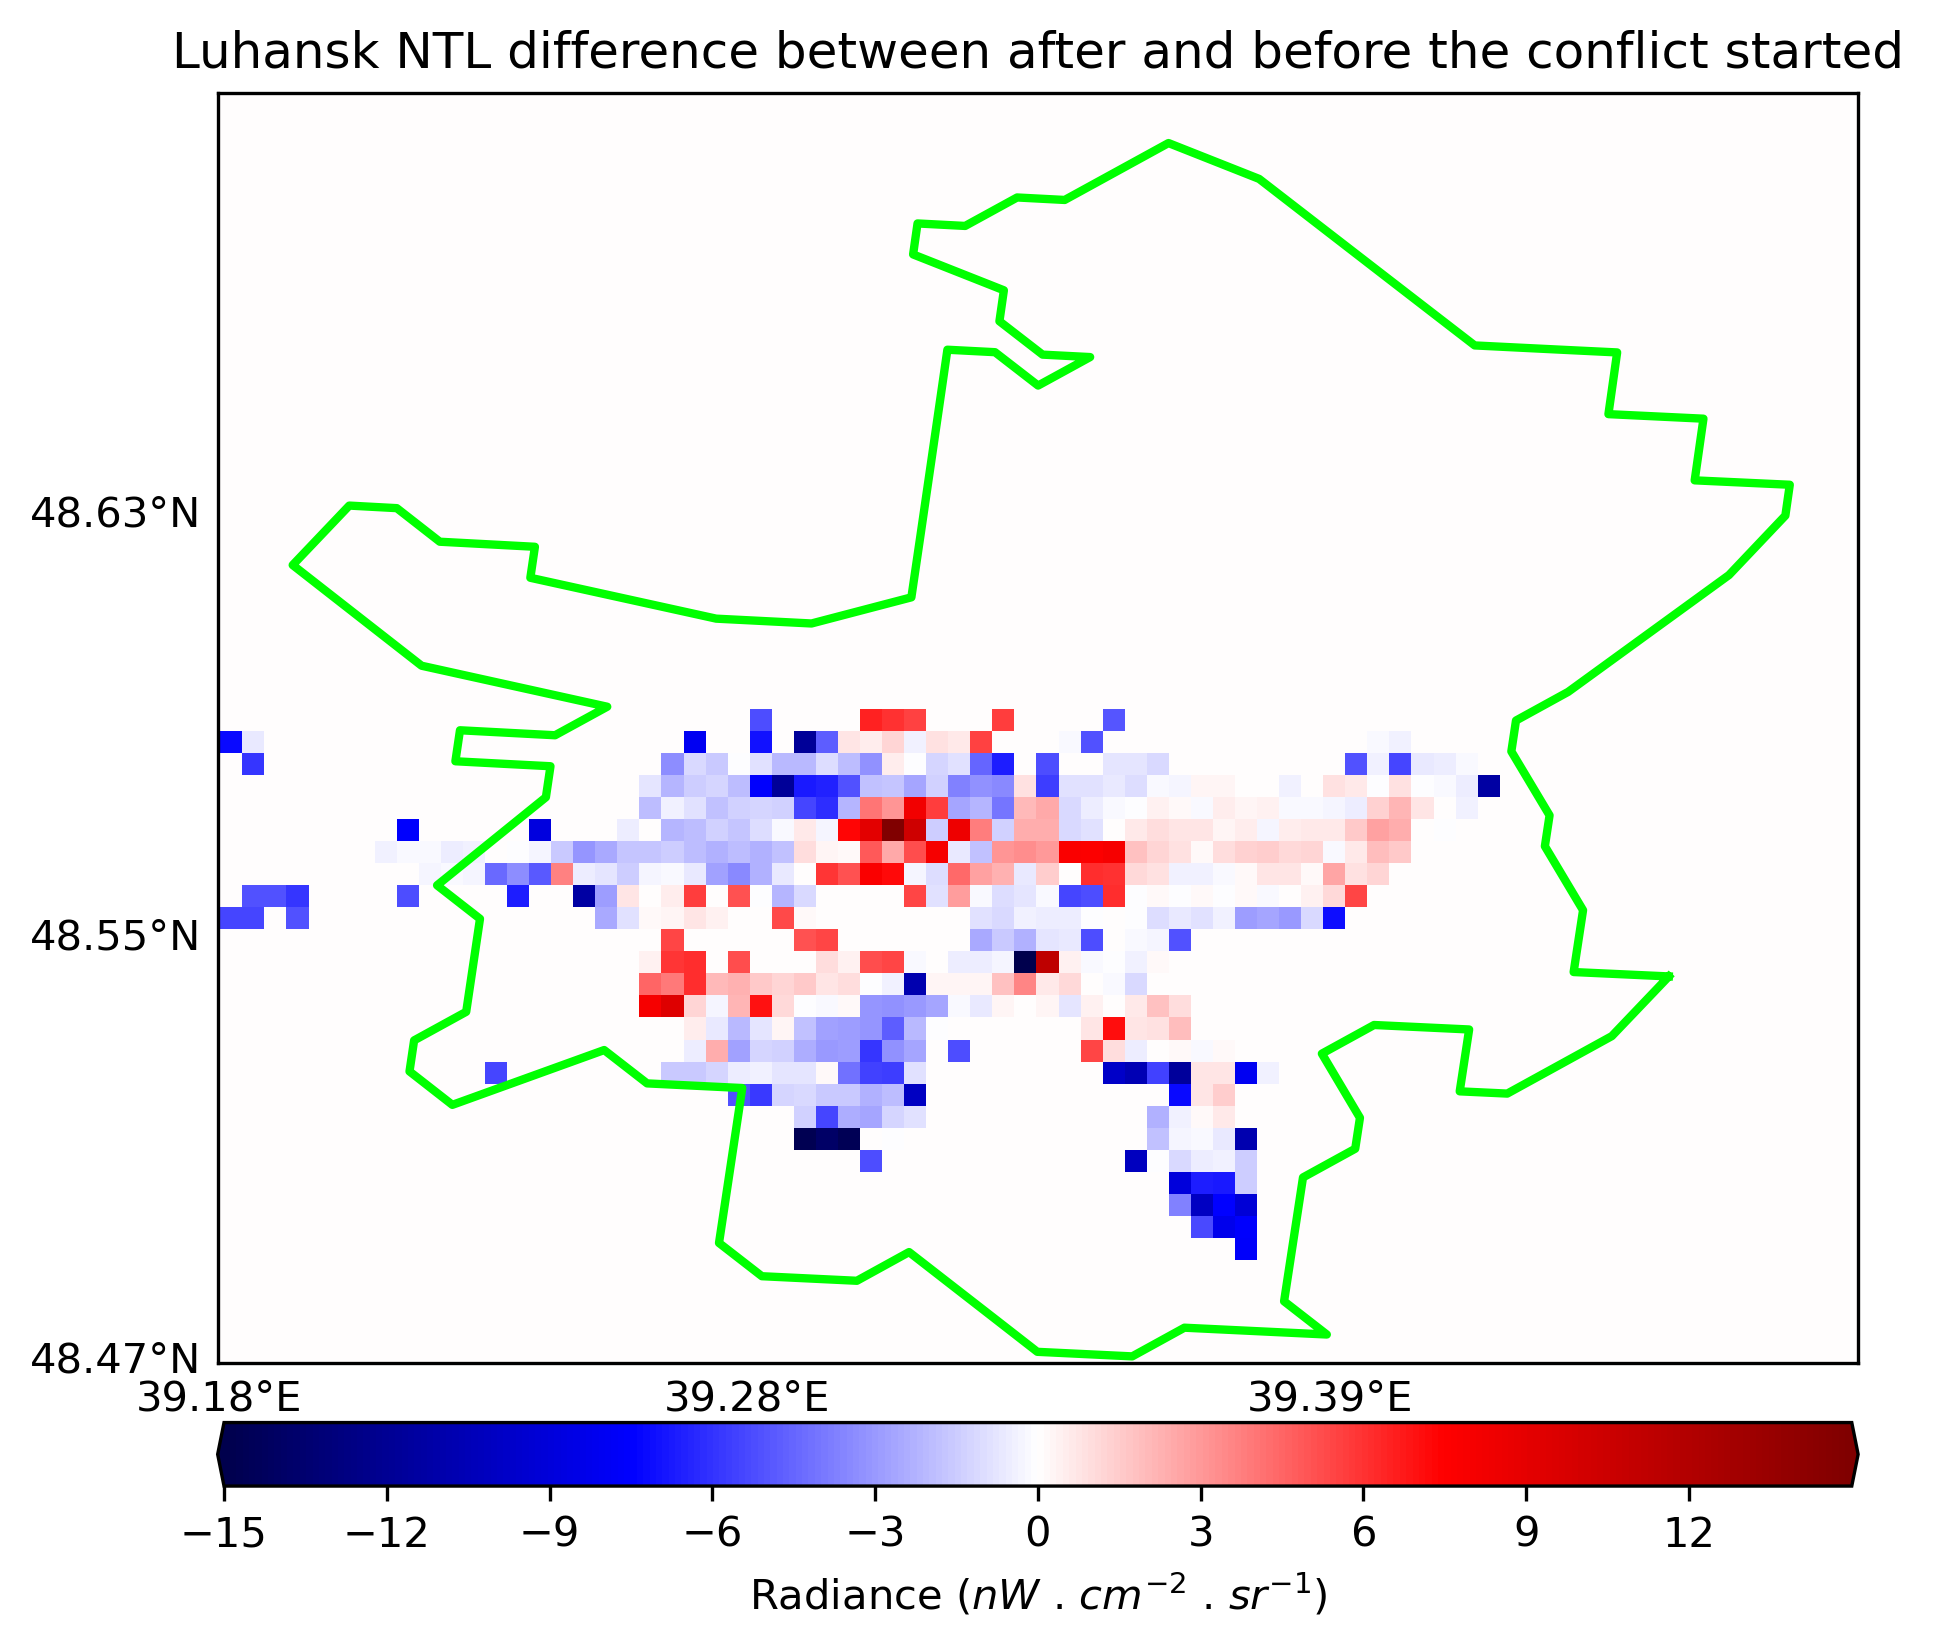 Luhansk NTL difference between after and before the conflict started
48.63°N
48.55°N
48.47°N
39.18°E 39.28°E 39.39°E
−15 −12 −9 −6 −3 0 3 6 9 12
Radiance (nW . cm⁻² . sr⁻¹)